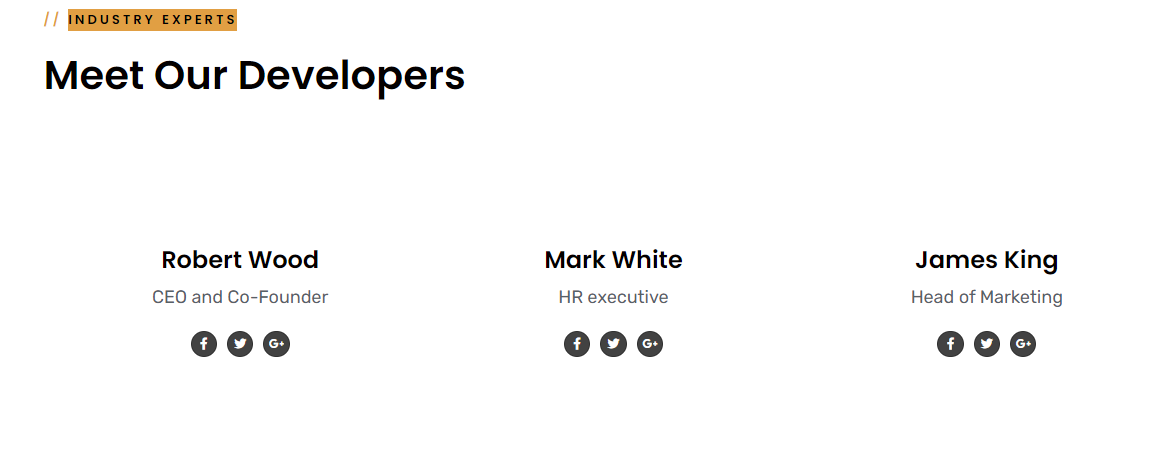 // INDUSTRY EXPERTS
Meet Our Developers
Robert Wood
Mark White
James King
CEO and Co-Founder
HR executive
Head of Marketing